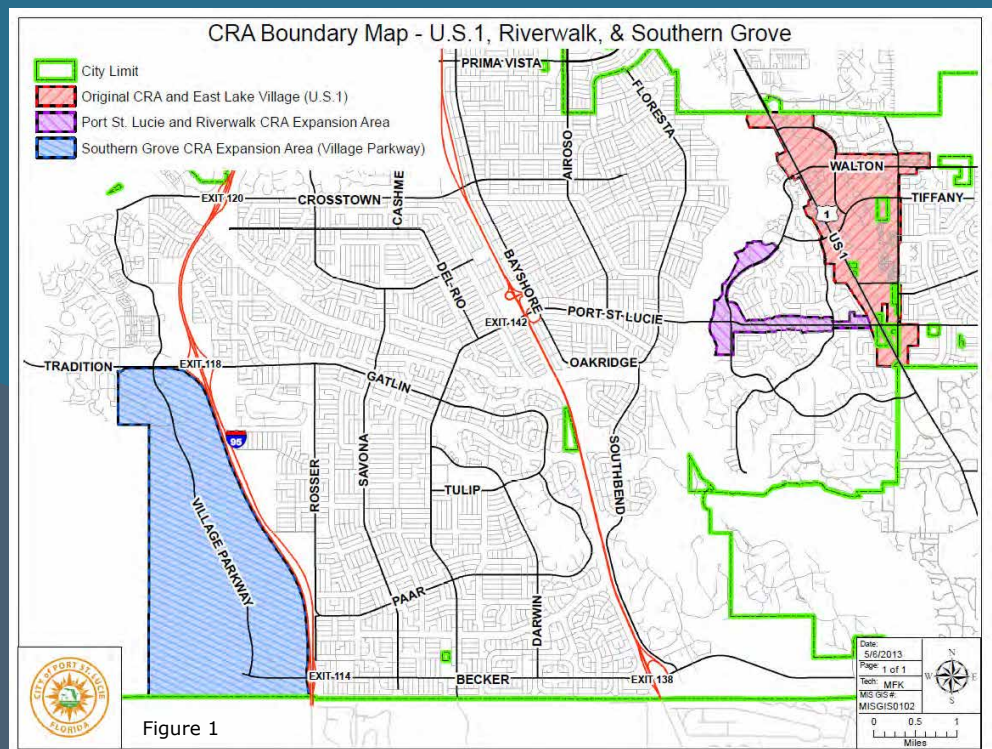 CRA Boundary Map - U.S.1, Riverwalk, & Southern Grove
City Limit
Original CRA and East Lake Village (U.S.1)
Port St. Lucie and Riverwalk CRA Expansion Area
Southern Grove CRA Expansion Area (Village Parkway)
PRIMA VISTA
FLORESTA
AIROSO
WALTON
EXIT 120
CROSSTOWN
CASHME
TIFFANY
1
US 1
BAYSHORE
DEL-RIO
EXIT 142
PORT-ST-LUCIE
TRADITION
EXIT 118
OAKRIDGE
GATLIN
95
ROSSER
SAVONA
SOUTHBEND
TULIP
VILLAGE PARKWAY
PAAR
DARWIN
EXIT 114
BECKER
EXIT 138
CITY of PORT ST. LUCIE
FLORIDA
Figure 1
Date:
5/6/2013
Page: 1 of 1
Tech: MFK
MIS GIS #:
MISGIS0102
N
W E
S
0 0.5 1
Miles